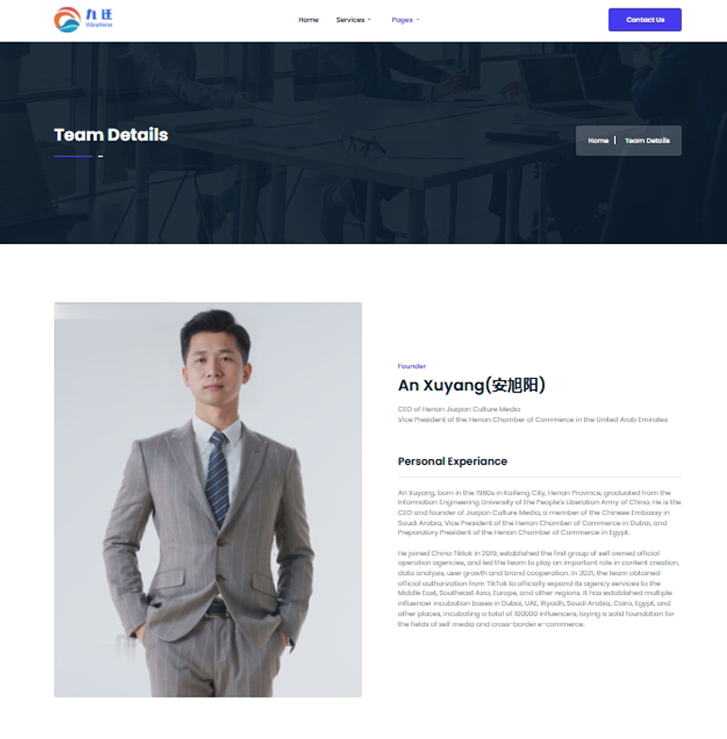 九 迁
Home
Services
Pages
Contact Us
Team Details
Home | Team Details
Founder
An Xuyang(安旭阳)
CEO of Henan Jiuqian Culture Media
Vice President of the Henan Chamber of Commerce in the United Arab Emirates
Personal Experiance
An Xuyang, born in the 1980s in Kaifeng City, Henan Province, graduated from the
Information Engineering University of the People's Liberation Army of China. He is the
CEO and founder of Jiuqian Culture Media, a member of the Chinese Embassy in
Saudi Arabia, Vice President of the Henan Chamber of Commerce in Dubai, and
Preparatory President of the Henan Chamber of Commerce in Egypt.
He joined China Tiktok in 2019, established the first group of self owned official
operation agencies, and led the team to play an important role in content creation,
data analysis, user growth and brand cooperation. In 2021, the team obtained
official authorization from TikTok to officially expand its agency services to the
Middle East, Southeast Asia, Europe, and other regions. It has established multiple
influencer incubation bases in Dubai, UAE, Riyadh, Saudi Arabia, Cairo, Egypt, and
other places, incubating a total of 100000 influencers, laying a solid foundation for
the fields of self media and cross-border e-commerce.